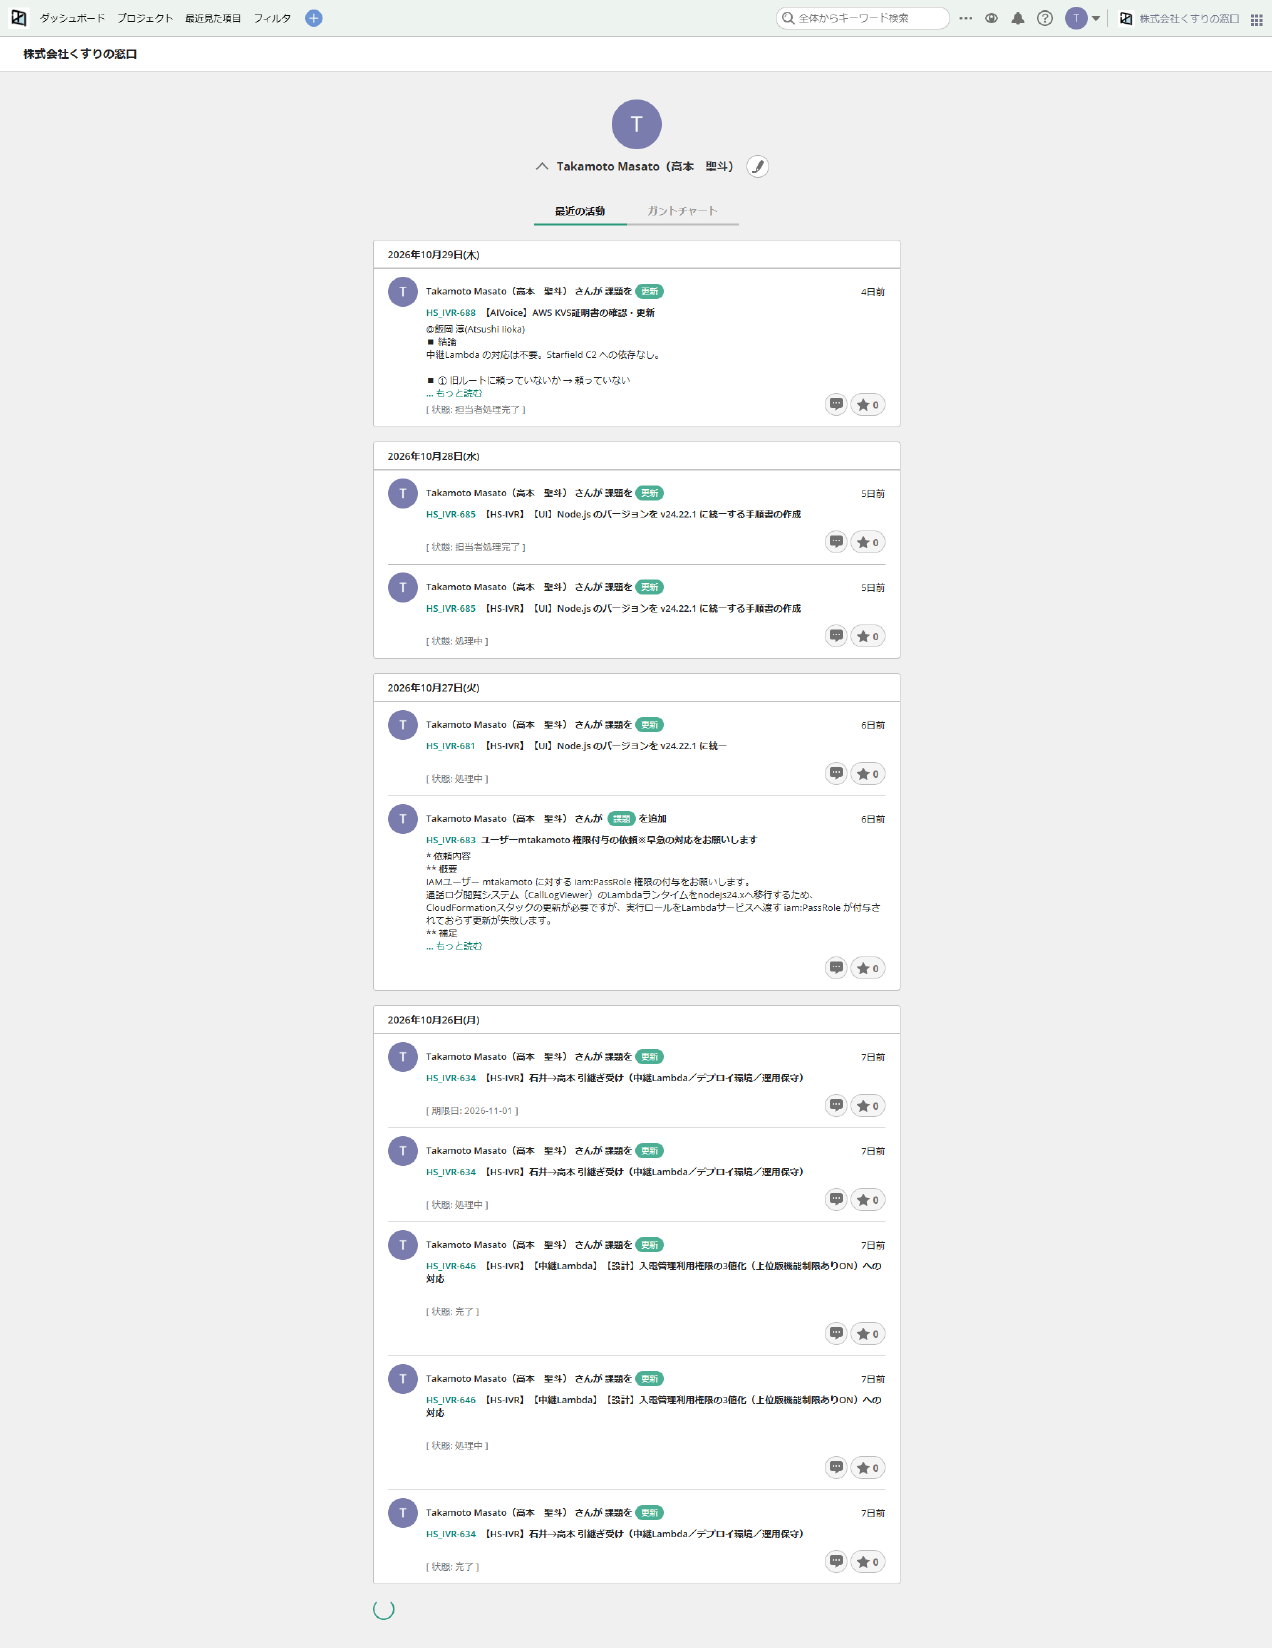 ダッシュボード プロジェクト 最近見た項目 フィルタ 全体からキーワード検索 T 株式会社くすりの窓口
株式会社くすりの窓口
T
Takamoto Masato（高本　聖斗）
最近の活動 ガントチャート
2026年10月29日(木)
T Takamoto Masato（高本　聖斗） さんが 課題を 更新 4日前
HS_IVR-688 【AIVoice】AWS KVS証明書の確認・更新
@飯岡 淳(Atsushi Iioka)
■ 結論
中継Lambda の対応は不要。Starfield C2 への依存なし。
■ ① 旧ルートに頼っていないか → 頼っていない
... もっと読む
[ 状態: 担当者処理完了 ] 0
2026年10月28日(水)
T Takamoto Masato（高本　聖斗） さんが 課題を 更新 5日前
HS_IVR-685 【HS-IVR】【UI】Node.js のバージョンを v24.22.1 に統一する手順書の作成
[ 状態: 担当者処理完了 ] 0
T Takamoto Masato（高本　聖斗） さんが 課題を 更新 5日前
HS_IVR-685 【HS-IVR】【UI】Node.js のバージョンを v24.22.1 に統一する手順書の作成
[ 状態: 処理中 ] 0
2026年10月27日(火)
T Takamoto Masato（高本　聖斗） さんが 課題を 更新 6日前
HS_IVR-681 【HS-IVR】【UI】Node.js のバージョンを v24.22.1 に統一
[ 状態: 処理中 ] 0
T Takamoto Masato（高本　聖斗） さんが 課題 を追加 6日前
HS_IVR-683 ユーザーmtakamoto 権限付与の依頼※早急の対応をお願いします
* 依頼内容
** 概要
IAMユーザー mtakamoto に対する iam:PassRole 権限の付与をお願いします。
通話ログ閲覧システム（CallLogViewer）のLambdaランタイムをnodejs24.xへ移行するため、
CloudFormationスタックの更新が必要ですが、実行ロールをLambdaサービスへ渡す iam:PassRole が付与さ
れておらず更新が失敗します。
** 補足
... もっと読む
0
2026年10月26日(月)
T Takamoto Masato（高本　聖斗） さんが 課題を 更新 7日前
HS_IVR-634 【HS-IVR】石井→高本 引継ぎ受け（中継Lambda／デプロイ環境／運用保守）
[ 期限日: 2026-11-01 ] 0
T Takamoto Masato（高本　聖斗） さんが 課題を 更新 7日前
HS_IVR-634 【HS-IVR】石井→高本 引継ぎ受け（中継Lambda／デプロイ環境／運用保守）
[ 状態: 処理中 ] 0
T Takamoto Masato（高本　聖斗） さんが 課題を 更新 7日前
HS_IVR-646 【HS-IVR】【中継Lambda】【設計】入電管理利用権限の3値化（上位版機能制限ありON）への
対応
[ 状態: 完了 ]
0
T Takamoto Masato（高本　聖斗） さんが 課題を 更新 7日前
HS_IVR-646 【HS-IVR】【中継Lambda】【設計】入電管理利用権限の3値化（上位版機能制限ありON）への
対応
[ 状態: 処理中 ]
0
T Takamoto Masato（高本　聖斗） さんが 課題を 更新 7日前
HS_IVR-634 【HS-IVR】石井→高本 引継ぎ受け（中継Lambda／デプロイ環境／運用保守）
[ 状態: 完了 ] 0